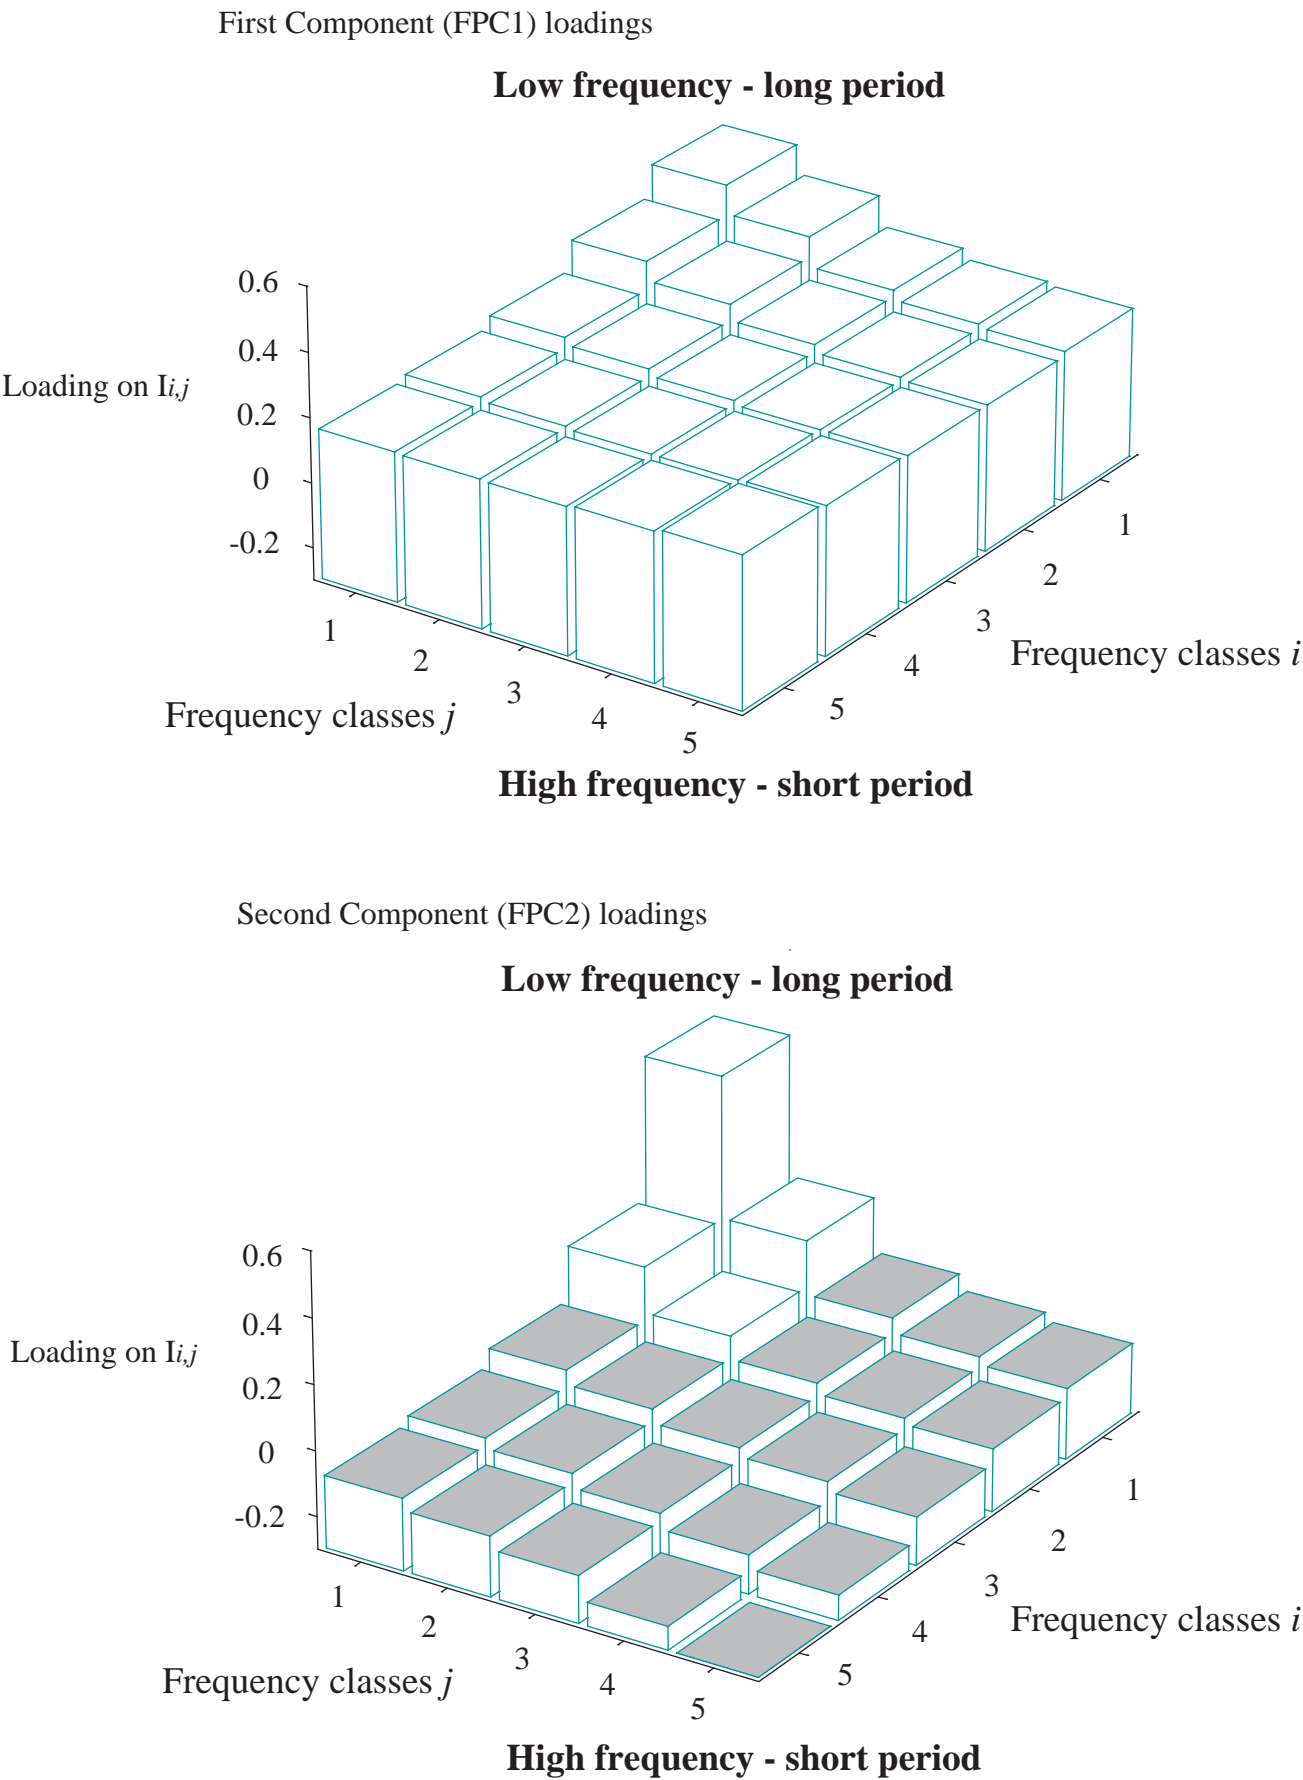 First Component (FPC1) loadings
Low frequency - long period
0.6
0.4
Loading on Ii,j
0.2
0
-0.2
1
2
3
4
5
Frequency classes j
1
2
3
4
5
Frequency classes i
High frequency - short period
Second Component (FPC2) loadings
Low frequency - long period
0.6
0.4
Loading on Ii,j
0.2
0
-0.2
1
2
3
4
5
Frequency classes j
1
2
3
4
5
Frequency classes i
High frequency - short period